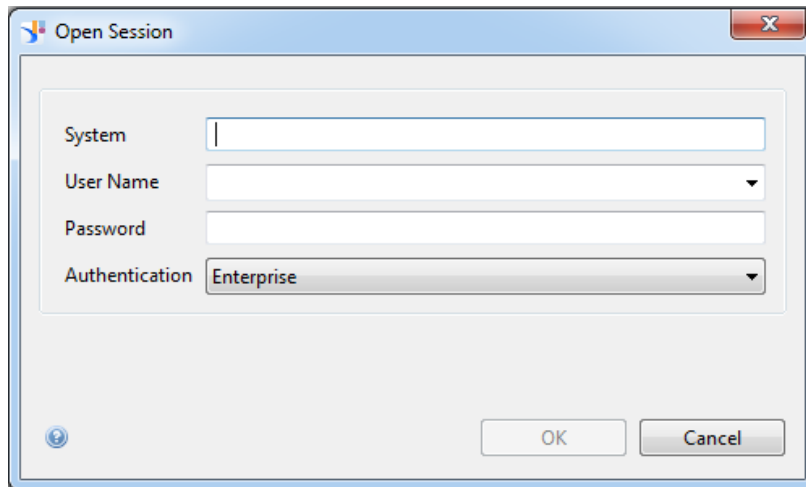 Open Session
System
User Name
Password
Authentication Enterprise
OK Cancel